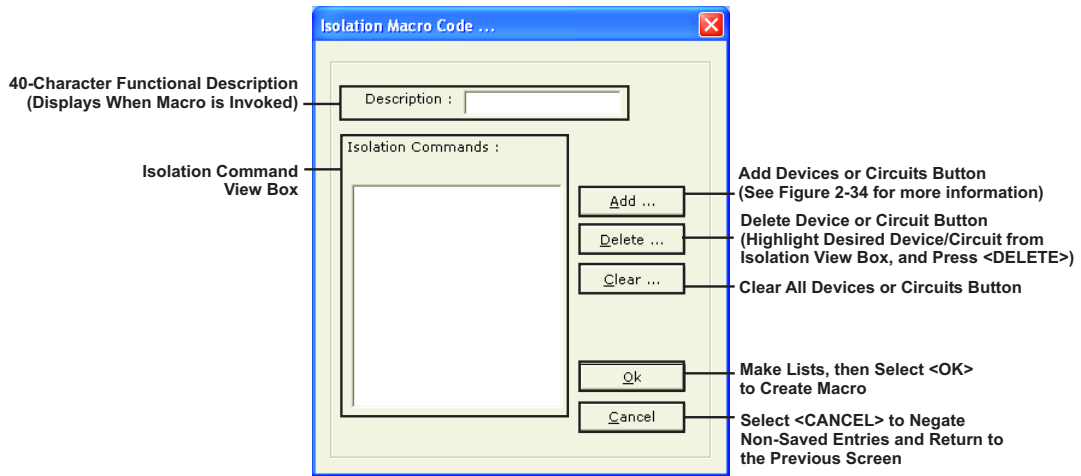 Isolation Macro Code ...
40-Character Functional Description
(Displays When Macro is Invoked)
Description :
Isolation Commands :
Isolation Command
View Box
Add ...
Add Devices or Circuits Button
(See Figure 2-34 for more information)
Delete ...
Delete Device or Circuit Button
(Highlight Desired Device/Circuit from
Isolation View Box, and Press <DELETE>)
Clear ...
Clear All Devices or Circuits Button
Ok
Make Lists, then Select <OK>
to Create Macro
Cancel
Select <CANCEL> to Negate
Non-Saved Entries and Return to
the Previous Screen